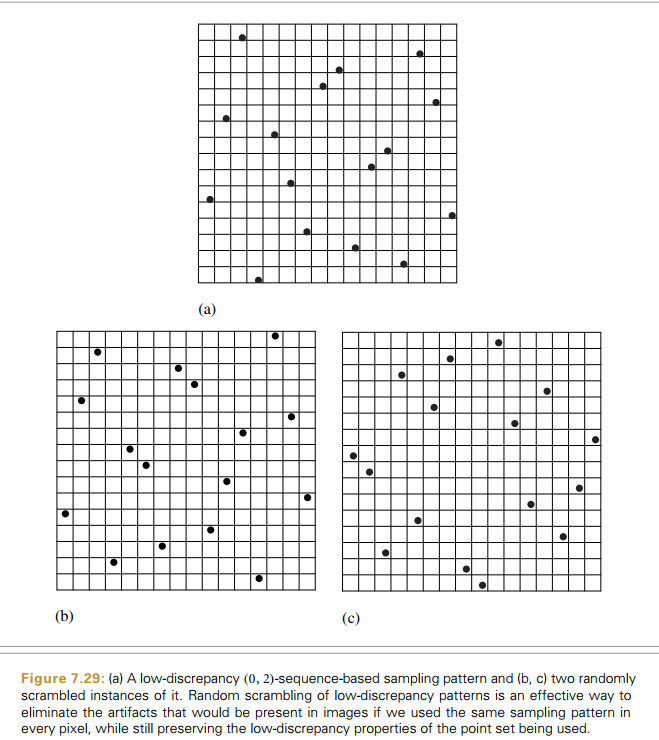 (a)
(b)
(c)
Figure 7.29: (a) A low-discrepancy (0, 2)-sequence-based sampling pattern and (b, c) two randomly
scrambled instances of it. Random scrambling of low-discrepancy patterns is an effective way to
eliminate the artifacts that would be present in images if we used the same sampling pattern in
every pixel, while still preserving the low-discrepancy properties of the point set being used.